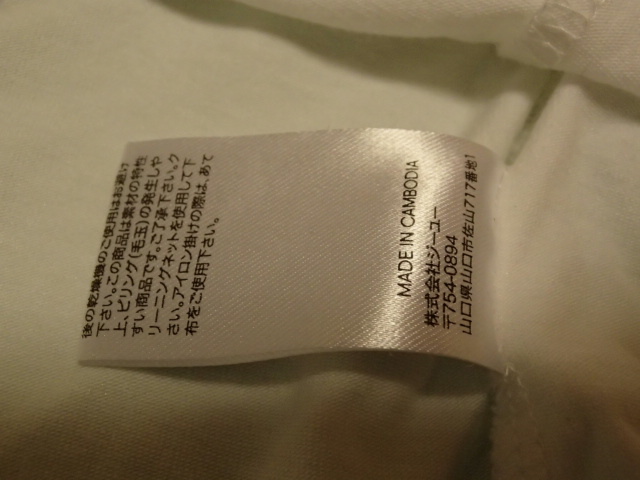 後の乾燥機のご使用はお避け
下さい。この商品は素材の特性
上、ピリング(毛玉)の発生しや
すい商品です。ご了承下さい。ク
リーニングネットを使用して下
さい。アイロン掛けの際は、あて
布をご使用下さい。
MADE IN CAMBODIA
株式会社ジーユー
〒754-0894
山口県山口市佐山717番地1